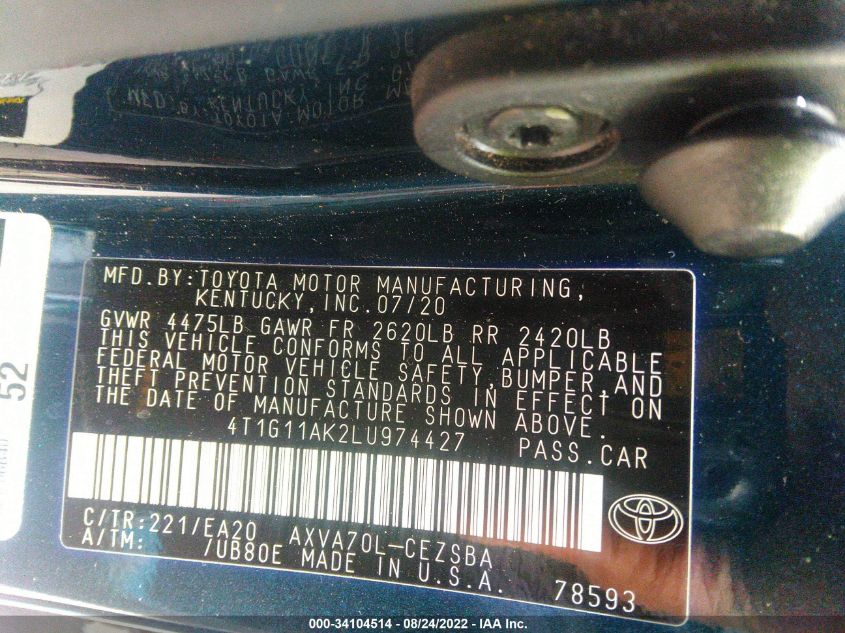 MFD.BY:TOYOTA MOTOR MANUFACTURING,
KENTUCKY,INC.07/20
GVWR 4475LB GAWR FR 2620LB RR 2420LB
THIS VEHICLE CONFORMS TO ALL APPLICABLE
FEDERAL MOTOR VEHICLE SAFETY,BUMPER,AND
THEFT PREVENTION STANDARDS IN EFFECT ON
THE DATE OF MANUFACTURE SHOWN ABOVE.
4T1G11AK2LU974427 PASS.CAR
C/TR:221/EA20 AXVA70L-CEZSBA
A/TM: /UB80E MADE IN U.S.A. 78593
52
000-34104514 - 08/24/2022 - IAA Inc.